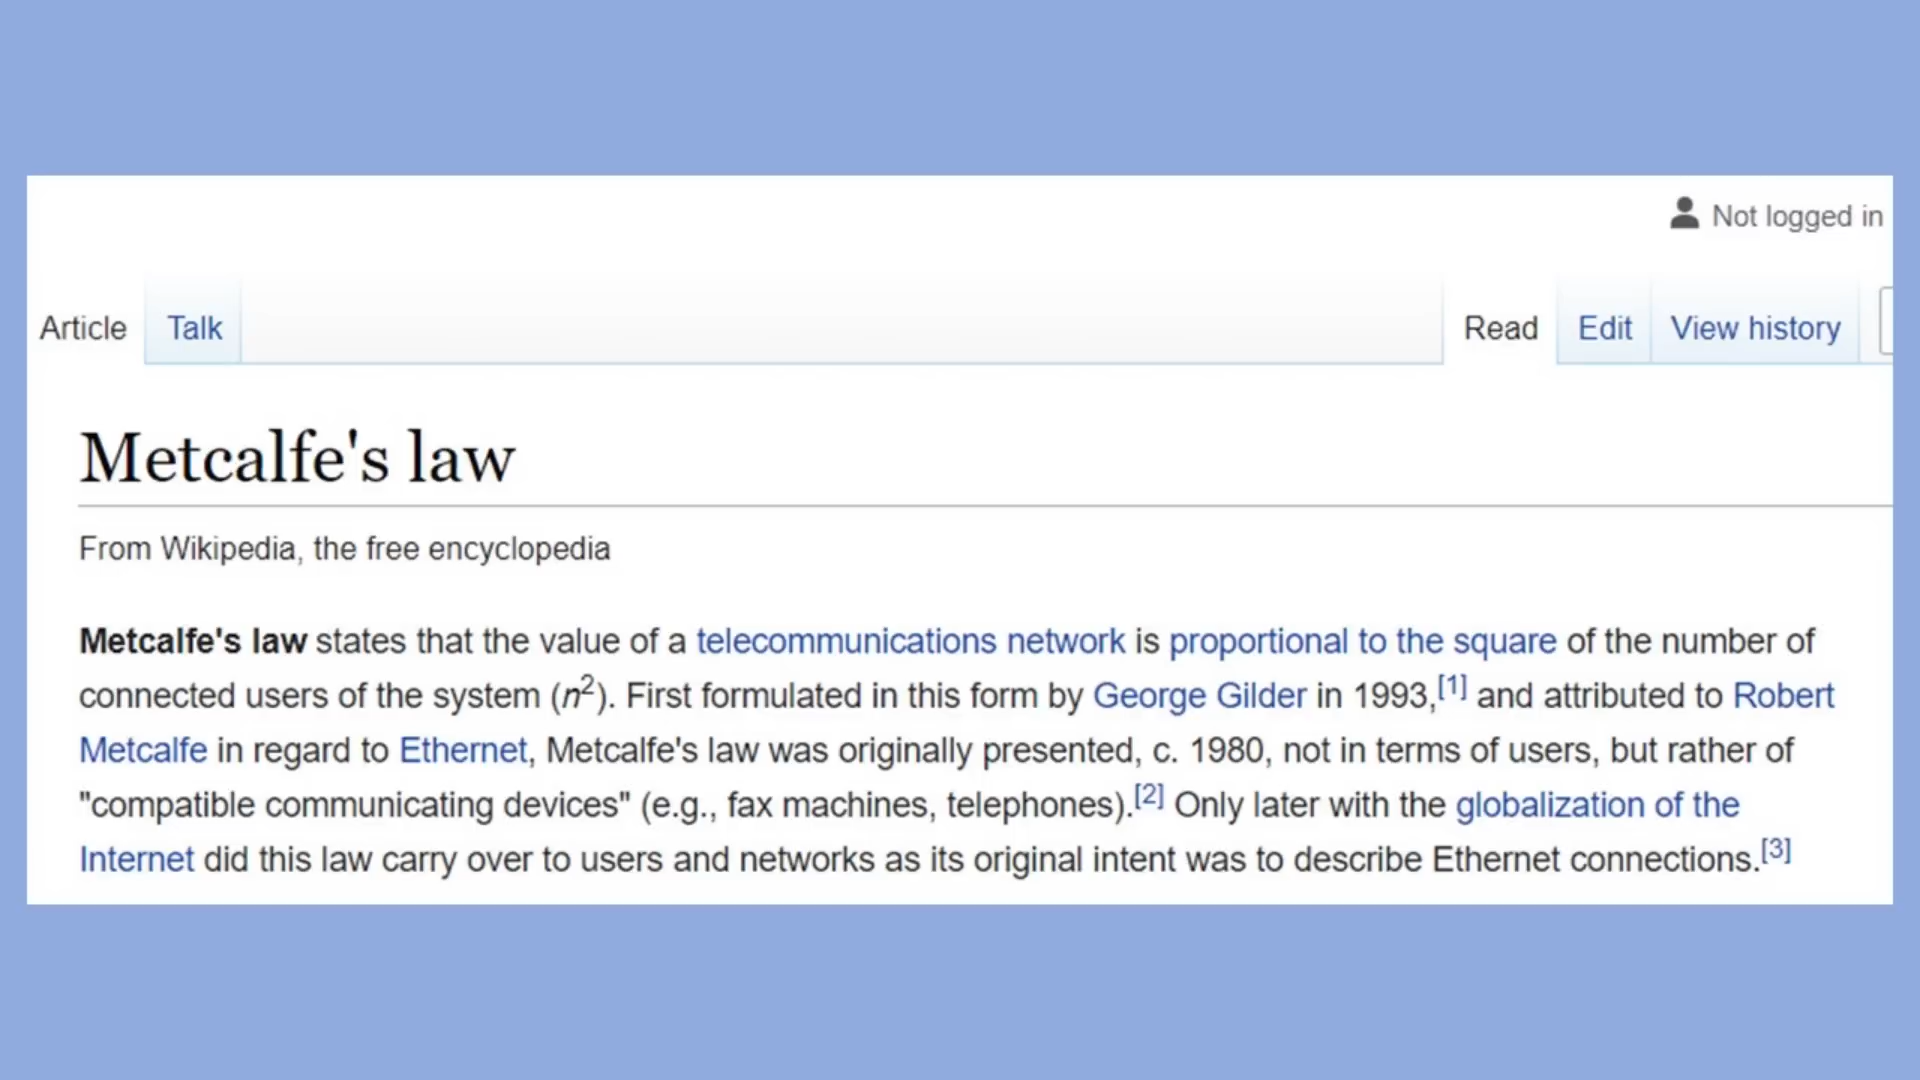 Not logged in
Article Talk Read Edit View history
Metcalfe's law
From Wikipedia, the free encyclopedia
Metcalfe's law states that the value of a telecommunications network is proportional to the square of the number of
connected users of the system (n²). First formulated in this form by George Gilder in 1993,[1] and attributed to Robert
Metcalfe in regard to Ethernet, Metcalfe's law was originally presented, c. 1980, not in terms of users, but rather of
"compatible communicating devices" (e.g., fax machines, telephones).[2] Only later with the globalization of the
Internet did this law carry over to users and networks as its original intent was to describe Ethernet connections.[3]